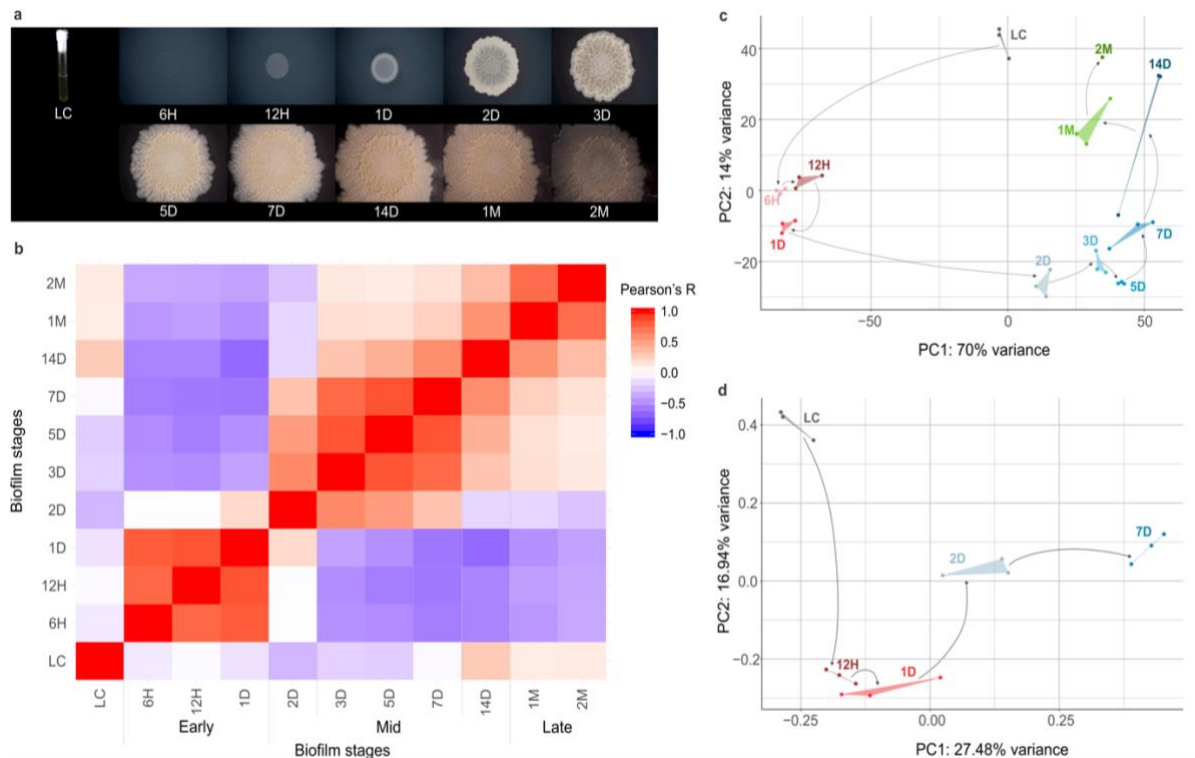 a
LC
6H
12H
1D
2D
3D
5D
7D
14D
1M
2M
b
2M
1M
14D
7D
5D
3D
2D
1D
12H
6H
LC
Biofilm stages
LC
6H
12H
1D
2D
3D
5D
7D
14D
1M
2M
Early
Mid
Late
Biofilm stages
Pearson's R
1.0
0.5
0.0
−0.5
−1.0
c
PC2: 14% variance
40
20
0
−20
LC
2M
14D
1M
12H
6H
1D
2D
3D
7D
5D
−50
0
50
PC1: 70% variance
d
PC2: 16.94% variance
0.4
0.2
0.0
−0.2
LC
7D
2D
12H
1D
−0.25
0.00
0.25
PC1: 27.48% variance